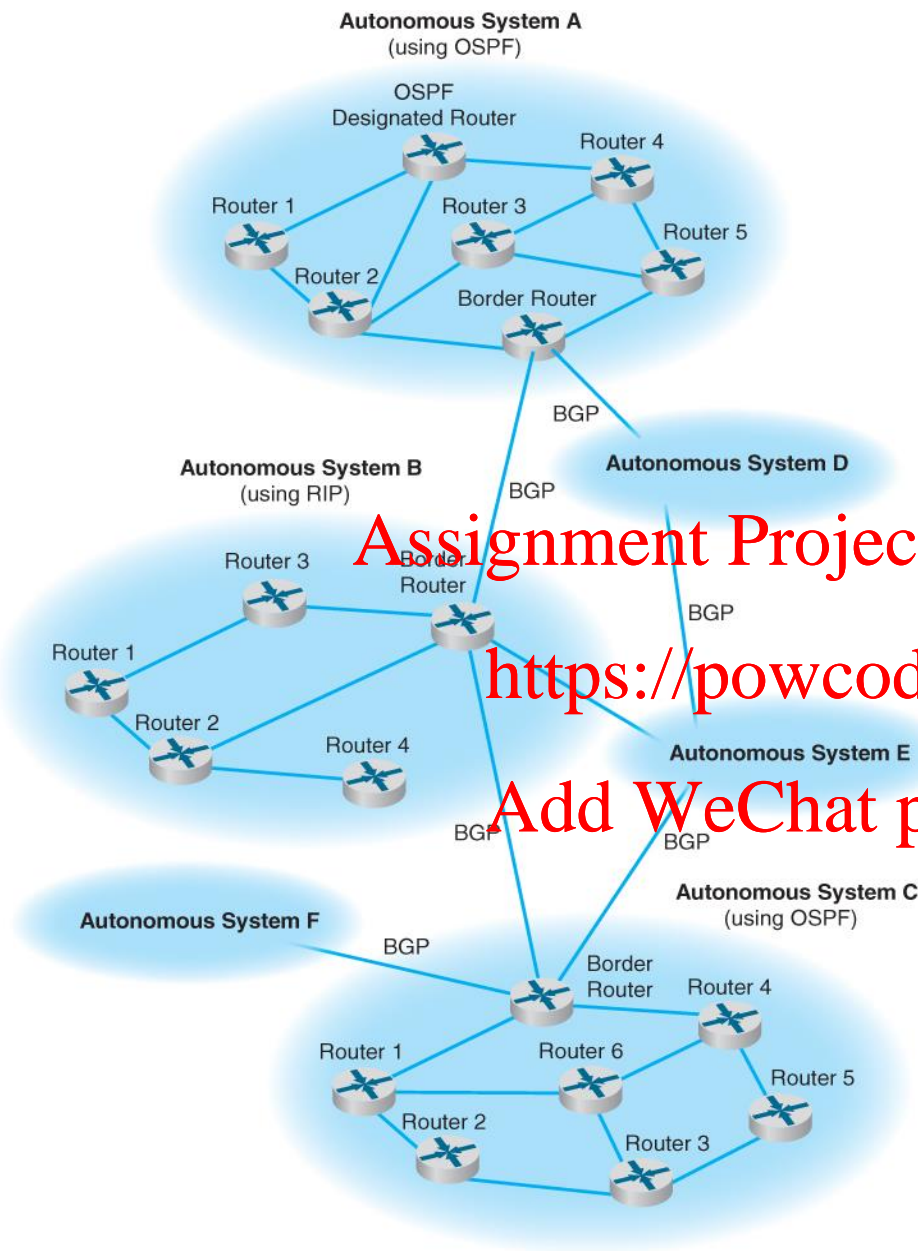 Autonomous System A
(using OSPF)
OSPF
Designated Router
Router 4
Router 1
Router 3
Router 5
Router 2
Border Router
BGP
Autonomous System D
Autonomous System B
(using RIP)
BGP
Assignment Projec
Router 3
Border
Router
BGP
Router 1
https://powcod
Router 2
Router 4
Autonomous System E
Add WeChat p
BGP
BGP
Autonomous System C
(using OSPF)
Autonomous System F
BGP
Border
Router
Router 4
Router 1
Router 6
Router 5
Router 2
Router 3